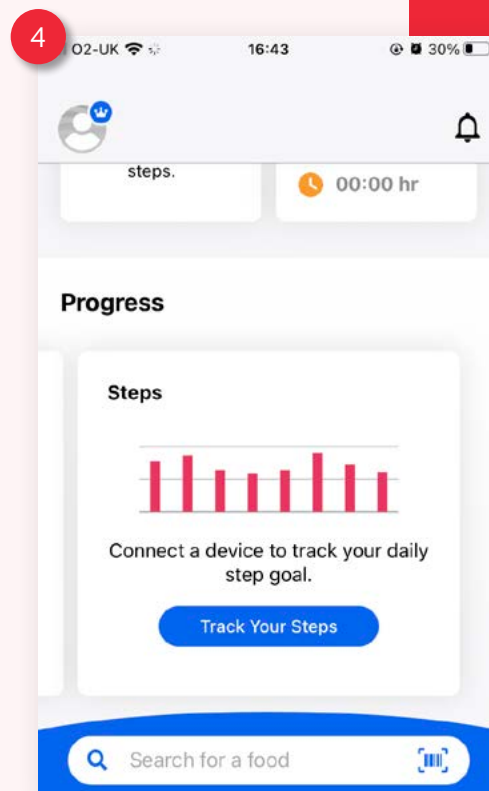 4
O2-UK 16:43 30%
steps.
00:00 hr
Progress
Steps
Connect a device to track your daily
step goal.
Track Your Steps
Search for a food